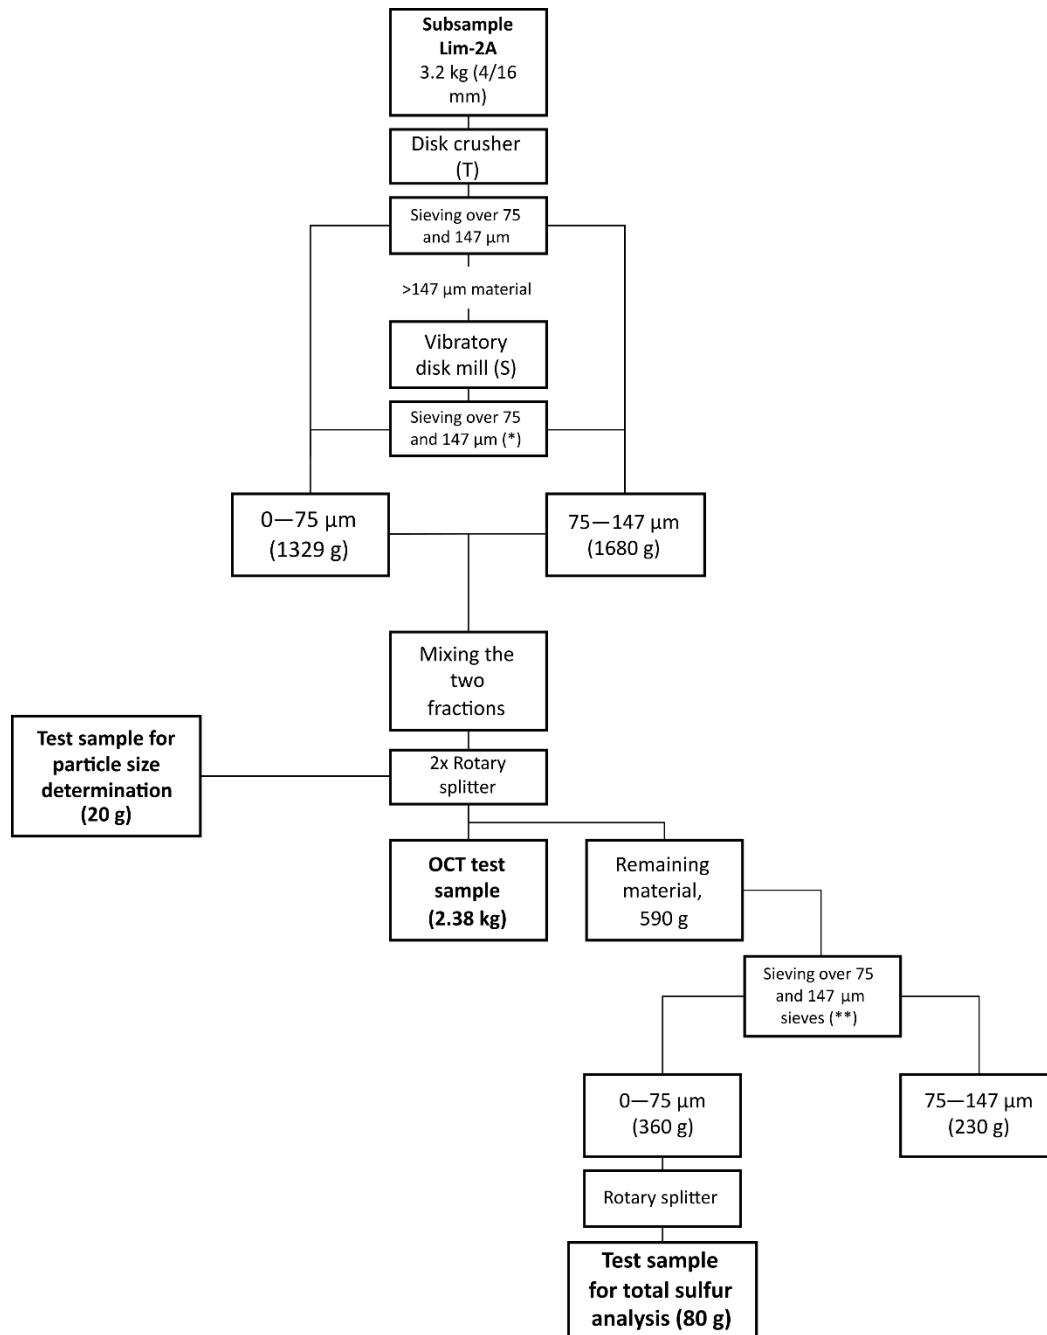 Subsample
Lim-2A
3.2 kg (4/16
mm)
Disk crusher
(T)
Sieving over 75
and 147 µm
>147 µm material
Vibratory
disk mill (S)
Sieving over 75
and 147 µm (*)
0—75 µm
(1329 g)
75—147 µm
(1680 g)
Mixing the
two
fractions
Test sample for
particle size
determination
(20 g)
2x Rotary
splitter
OCT test
sample
(2.38 kg)
Remaining
material,
590 g
Sieving over 75
and 147 µm
sieves (**)
0—75 µm
(360 g)
75—147 µm
(230 g)
Rotary splitter
Test sample
for total sulfur
analysis (80 g)